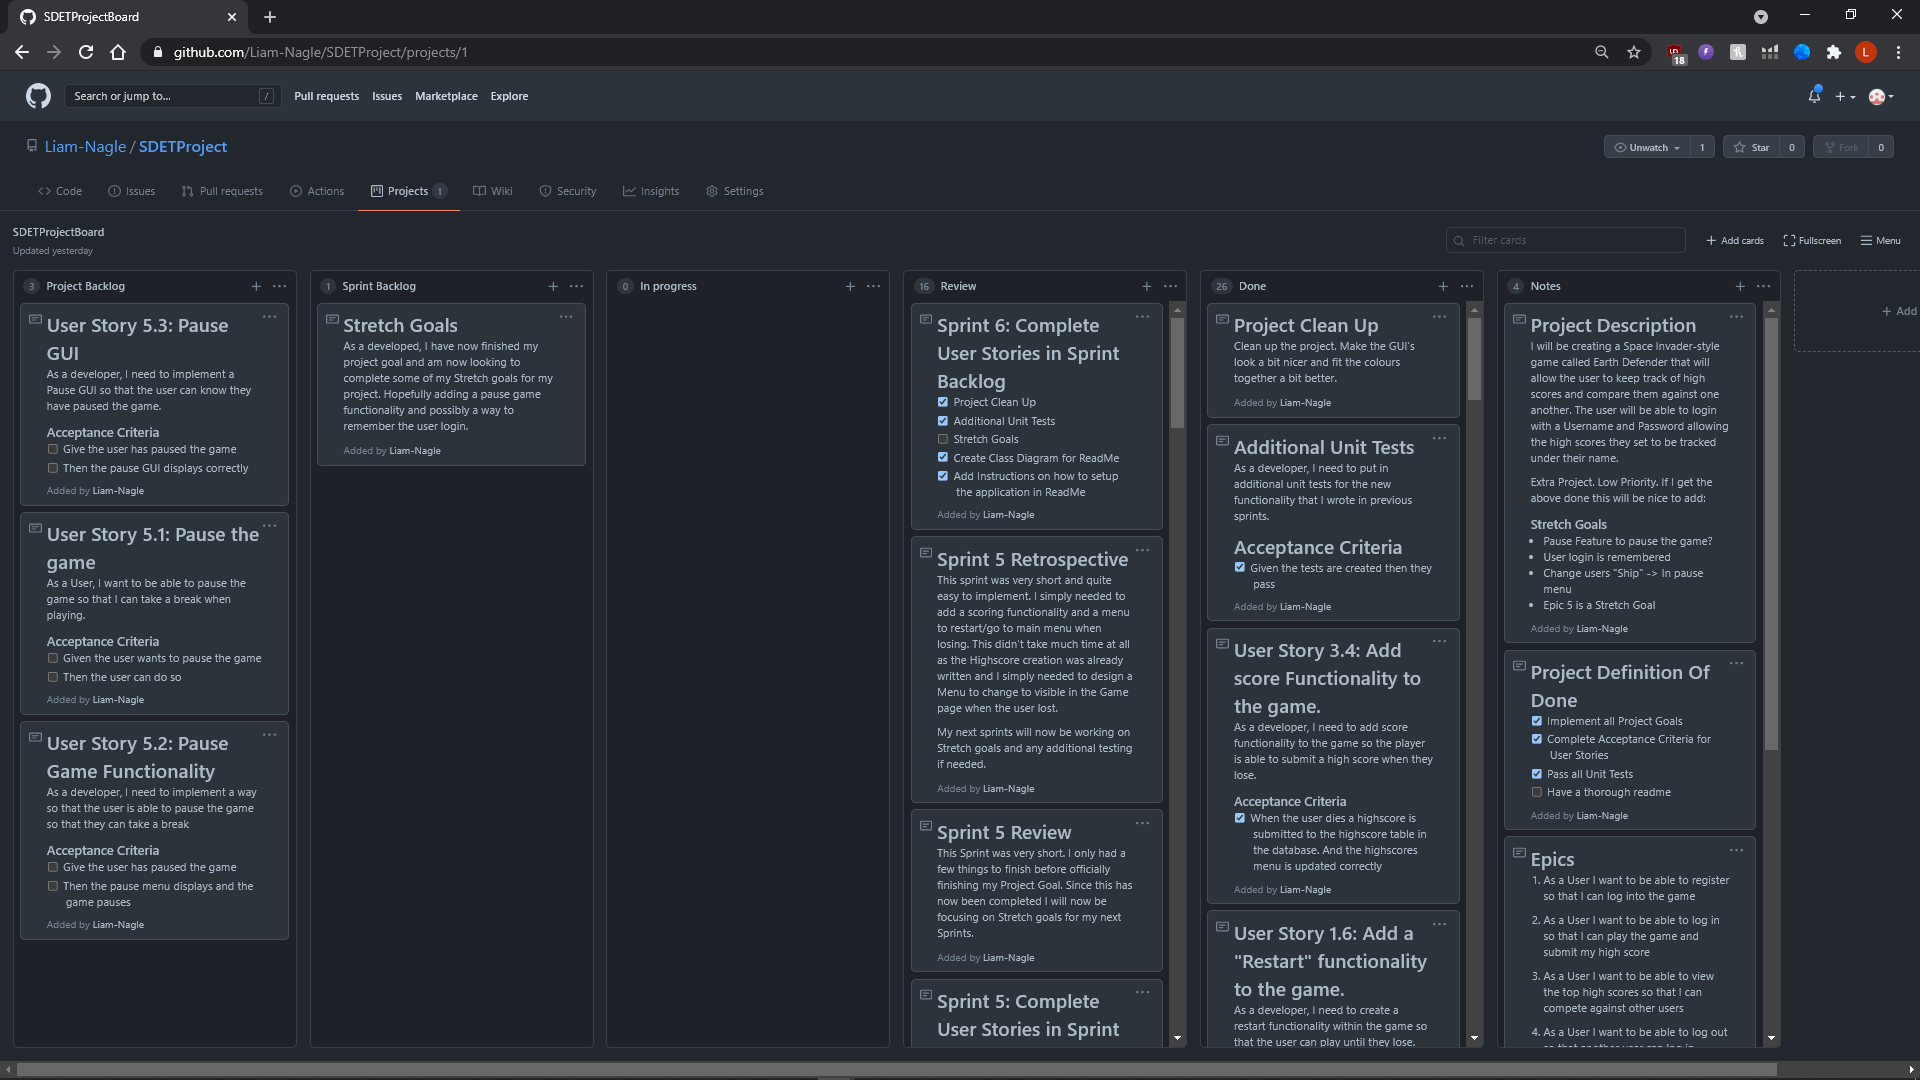 SDETProjectBoard
github.com/Liam-Nagle/SDETProject/projects/1
18
L
Search or jump to...
/
Pull requests
Issues
Marketplace
Explore
Liam-Nagle / SDETProject
Unwatch
1
Star
0
Fork
0
Code
Issues
Pull requests
Actions
Projects 1
Wiki
Security
Insights
Settings
SDETProjectBoard
Updated yesterday
Filter cards
Add cards
Fullscreen
Menu
3 Project Backlog
User Story 5.3: Pause
GUI
As a developer, I need to implement a
Pause GUI so that the user can know they
have paused the game.
Acceptance Criteria
Give the user has paused the game
Then the pause GUI displays correctly
Added by Liam-Nagle
User Story 5.1: Pause the
game
As a User, I want to be able to pause the
game so that I can take a break when
playing.
Acceptance Criteria
Given the user wants to pause the game
Then the user can do so
Added by Liam-Nagle
User Story 5.2: Pause
Game Functionality
As a developer, I need to implement a way
so that the user is able to pause the game
so that they can take a break
Acceptance Criteria
Give the user has paused the game
Then the pause menu displays and the
game pauses
Added by Liam-Nagle
1 Sprint Backlog
Stretch Goals
As a developed, I have now finished my
project goal and am now looking to
complete some of my Stretch goals for my
project. Hopefully adding a pause game
functionality and possibly a way to
remember the user login.
Added by Liam-Nagle
0 In progress
16 Review
Sprint 6: Complete
User Stories in Sprint
Backlog
Project Clean Up
Additional Unit Tests
Stretch Goals
Create Class Diagram for ReadMe
Add Instructions on how to setup
the application in ReadMe
Added by Liam-Nagle
Sprint 5 Retrospective
This sprint was very short and quite
easy to implement. I simply needed to
add a scoring functionality and a menu
to restart/go to main menu when
losing. This didn't take much time at all
as the Highscore creation was already
written and I simply needed to design a
Menu to change to visible in the Game
page when the user lost.
My next sprints will now be working on
Stretch goals and any additional testing
if needed.
Added by Liam-Nagle
Sprint 5 Review
This Sprint was very short. I only had a
few things to finish before officially
finishing my Project Goal. Since this has
now been completed I will now be
focusing on Stretch goals for my next
Sprints.
Added by Liam-Nagle
Sprint 5: Complete
User Stories in Sprint
26 Done
Project Clean Up
Clean up the project. Make the GUI's
look a bit nicer and fit the colours
together a bit better.
Added by Liam-Nagle
Additional Unit Tests
As a developer, I need to put in
additional unit tests for the new
functionality that I wrote in previous
sprints.
Acceptance Criteria
Given the tests are created then they
pass
Added by Liam-Nagle
User Story 3.4: Add
score Functionality to
the game.
As a developer, I need to add score
functionality to the game so the player
is able to submit a high score when they
lose.
Acceptance Criteria
When the user dies a highscore is
submitted to the highscore table in
the database. And the highscores
menu is updated correctly
Added by Liam-Nagle
User Story 1.6: Add a
"Restart" functionality
to the game.
As a developer, I need to create a
restart functionality within the game so
that the user can play until they lose.
4 Notes
Project Description
I will be creating a Space Invader-style
game called Earth Defender that will
allow the user to keep track of high
scores and compare them against one
another. The user will be able to login
with a Username and Password allowing
the high scores they set to be tracked
under their name.
Extra Project. Low Priority. If I get the
above done this will be nice to add:
Stretch Goals
Pause Feature to pause the game?
User login is remembered
Change users "Ship" -> In pause
menu
Epic 5 is a Stretch Goal
Added by Liam-Nagle
Project Definition Of
Done
Implement all Project Goals
Complete Acceptance Criteria for
User Stories
Pass all Unit Tests
Have a thorough readme
Added by Liam-Nagle
Epics
1. As a User I want to be able to register
so that I can log into the game
2. As a User I want to be able to log in
so that I can play the game and
submit my high score
3. As a User I want to be able to view
the top high scores so that I can
compete against other users
4. As a User I want to be able to log out
so that another user can log in
Add